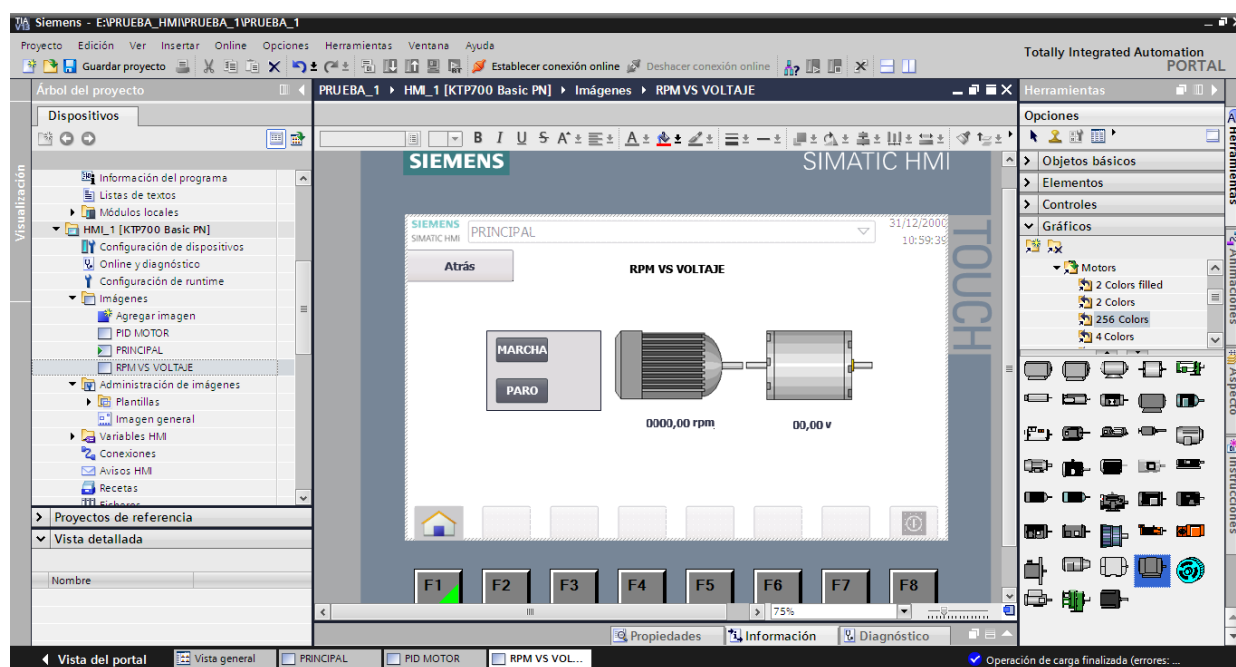 Siemens - E:\PRUEBA_HMI\PRUEBA_1\PRUEBA_1
Proyecto Edición Ver Insertar Online Opciones Herramientas Ventana Ayuda
Guardar proyecto Establecer conexión online Deshacer conexión online
Totally Integrated Automation
PORTAL
Árbol del proyecto
PRUEBA_1 HMI_1 [KTP700 Basic PN] Imágenes RPM VS VOLTAJE
Herramientas
Dispositivos
Opciones
Visualización
Información del programa
Listas de textos
Módulos locales
HMI_1 [KTP700 Basic PN]
Configuración de dispositivos
Online y diagnóstico
Configuración de runtime
Imágenes
Agregar imagen
PID MOTOR
PRINCIPAL
RPM VS VOLTAJE
Administración de imágenes
Plantillas
Imagen general
Variables HMI
Conexiones
Avisos HMI
Recetas
Proyectos de referencia
Vista detallada
Nombre
B I U S A A
SIEMENS SIMATIC HMI
SIEMENS
SIMATIC HMI
PRINCIPAL
31/12/2000
10:59:39
TOUCH
Atrás
RPM VS VOLTAJE
MARCHA
PARO
0000,00 rpm
00,00 v
F1 F2 F3 F4 F5 F6 F7 F8
75%
Propiedades Información Diagnóstico
Objetos básicos
Elementos
Controles
Gráficos
Motors
2 Colors filled
2 Colors
256 Colors
4 Colors
Herramientas
Animaciones
Aspecto
Instrucciones
Vista del portal Vista general PRINCIPAL PID MOTOR RPM VS VOL...
Operación de carga finalizada (errores: ...